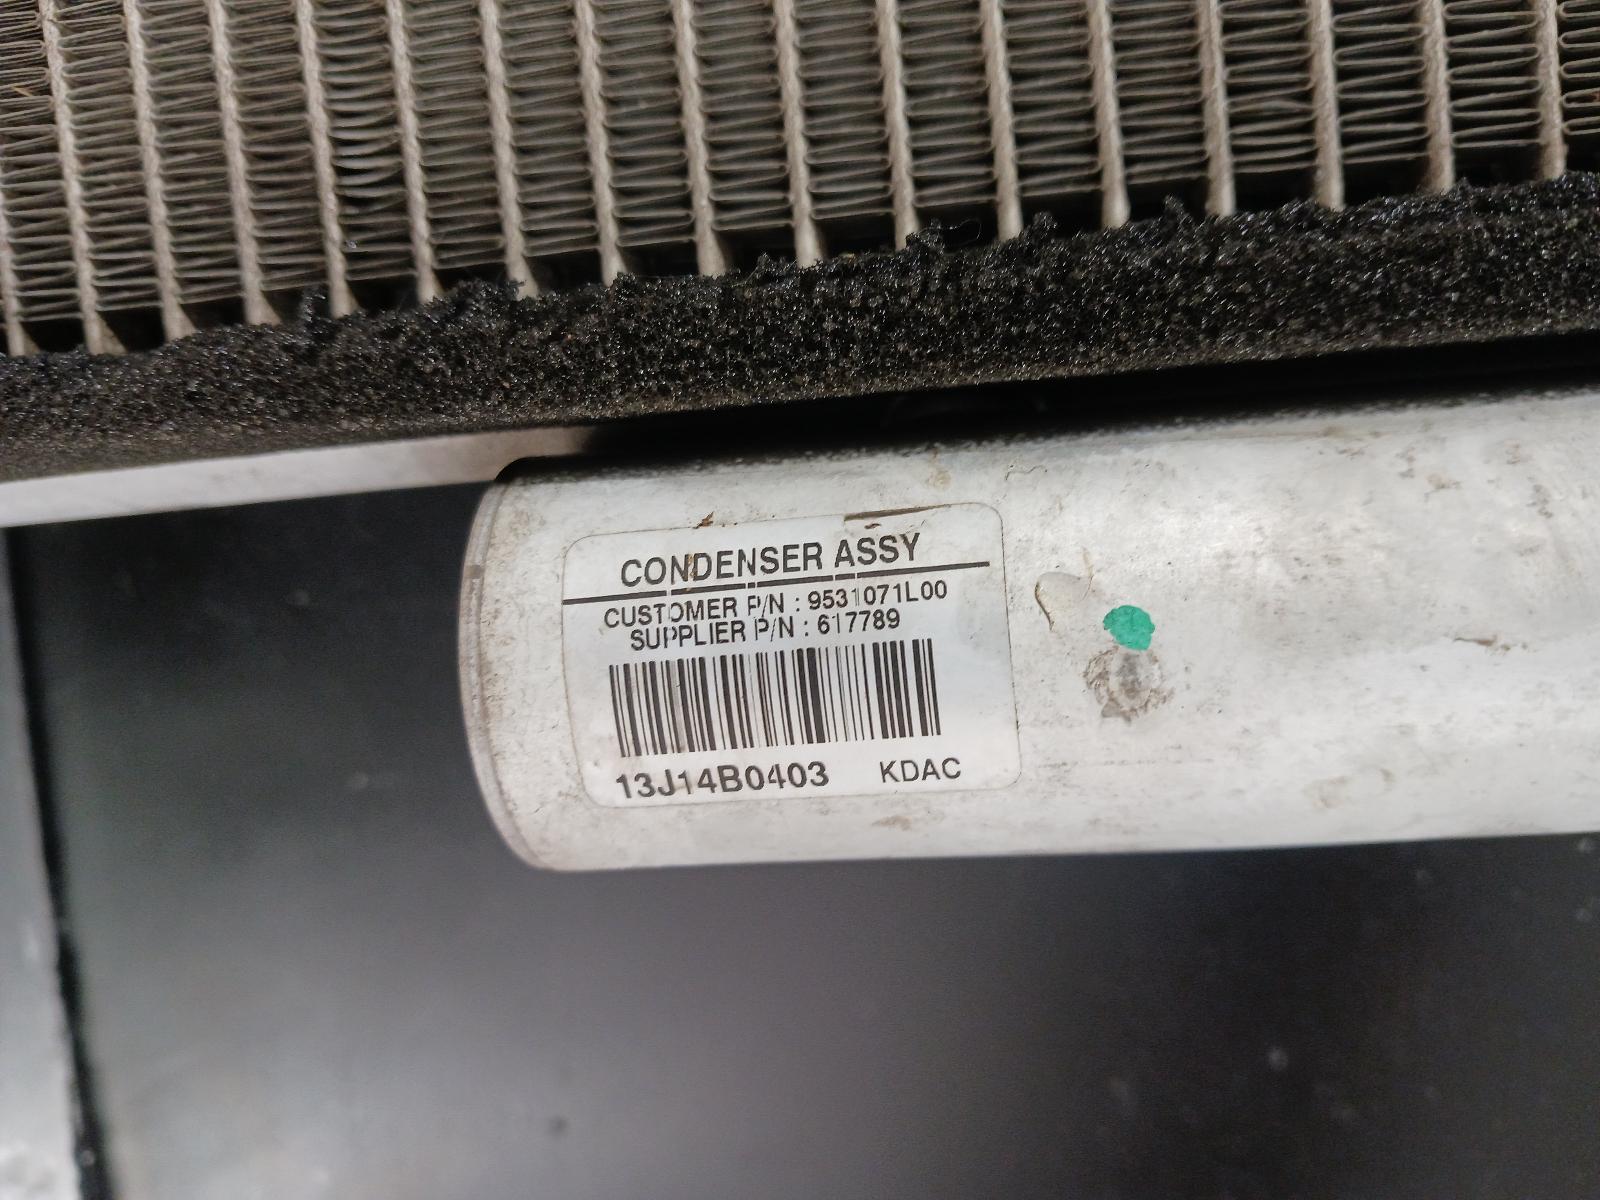 CONDENSER ASSY
CUSTOMER P/N : 9531071L00
SUPPLIER P/N : 617789
13J14B0403 KDAC